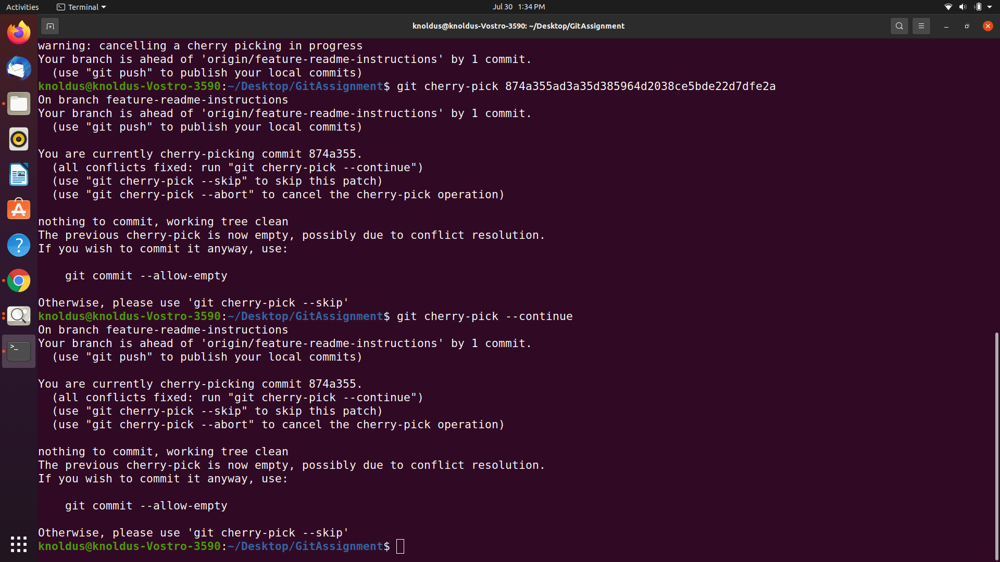 Activities
Terminal
Jul 30 1:34 PM
knoldus@knoldus-Vostro-3590: ~/Desktop/GitAssignment
warning: cancelling a cherry picking in progress
Your branch is ahead of 'origin/feature-readme-instructions' by 1 commit.
  (use "git push" to publish your local commits)
knoldus@knoldus-Vostro-3590:~/Desktop/GitAssignment$ git cherry-pick 874a355ad3a35d385964d2038ce5bde22d7dfe2a
On branch feature-readme-instructions
Your branch is ahead of 'origin/feature-readme-instructions' by 1 commit.
  (use "git push" to publish your local commits)

You are currently cherry-picking commit 874a355.
  (all conflicts fixed: run "git cherry-pick --continue")
  (use "git cherry-pick --skip" to skip this patch)
  (use "git cherry-pick --abort" to cancel the cherry-pick operation)

nothing to commit, working tree clean
The previous cherry-pick is now empty, possibly due to conflict resolution.
If you wish to commit it anyway, use:

    git commit --allow-empty

Otherwise, please use 'git cherry-pick --skip'
knoldus@knoldus-Vostro-3590:~/Desktop/GitAssignment$ git cherry-pick --continue
On branch feature-readme-instructions
Your branch is ahead of 'origin/feature-readme-instructions' by 1 commit.
  (use "git push" to publish your local commits)

You are currently cherry-picking commit 874a355.
  (all conflicts fixed: run "git cherry-pick --continue")
  (use "git cherry-pick --skip" to skip this patch)
  (use "git cherry-pick --abort" to cancel the cherry-pick operation)

nothing to commit, working tree clean
The previous cherry-pick is now empty, possibly due to conflict resolution.
If you wish to commit it anyway, use:

    git commit --allow-empty

Otherwise, please use 'git cherry-pick --skip'
knoldus@knoldus-Vostro-3590:~/Desktop/GitAssignment$